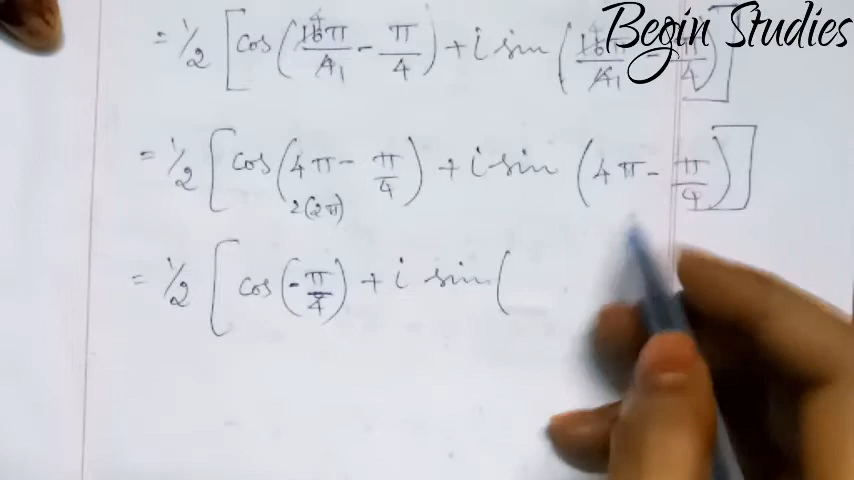 Begin Studies
= 1/2 [cos(16π/4 - π/4) + i sin(16π/4 - π/4)]
= 1/2 [cos(4π - π/4) + i sin(4π - π/4)]
2(2π)
= 1/2 [cos(-π/4) + i sin(